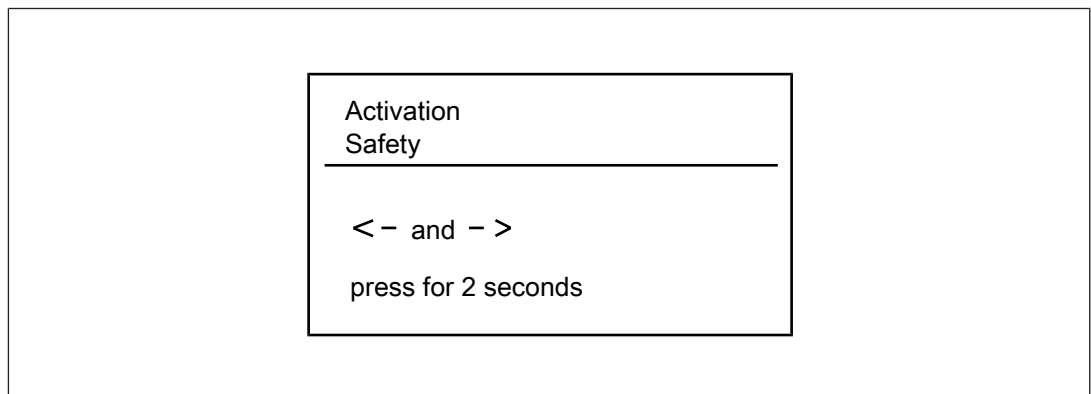 Activation
Safety
<- and ->
press for 2 seconds